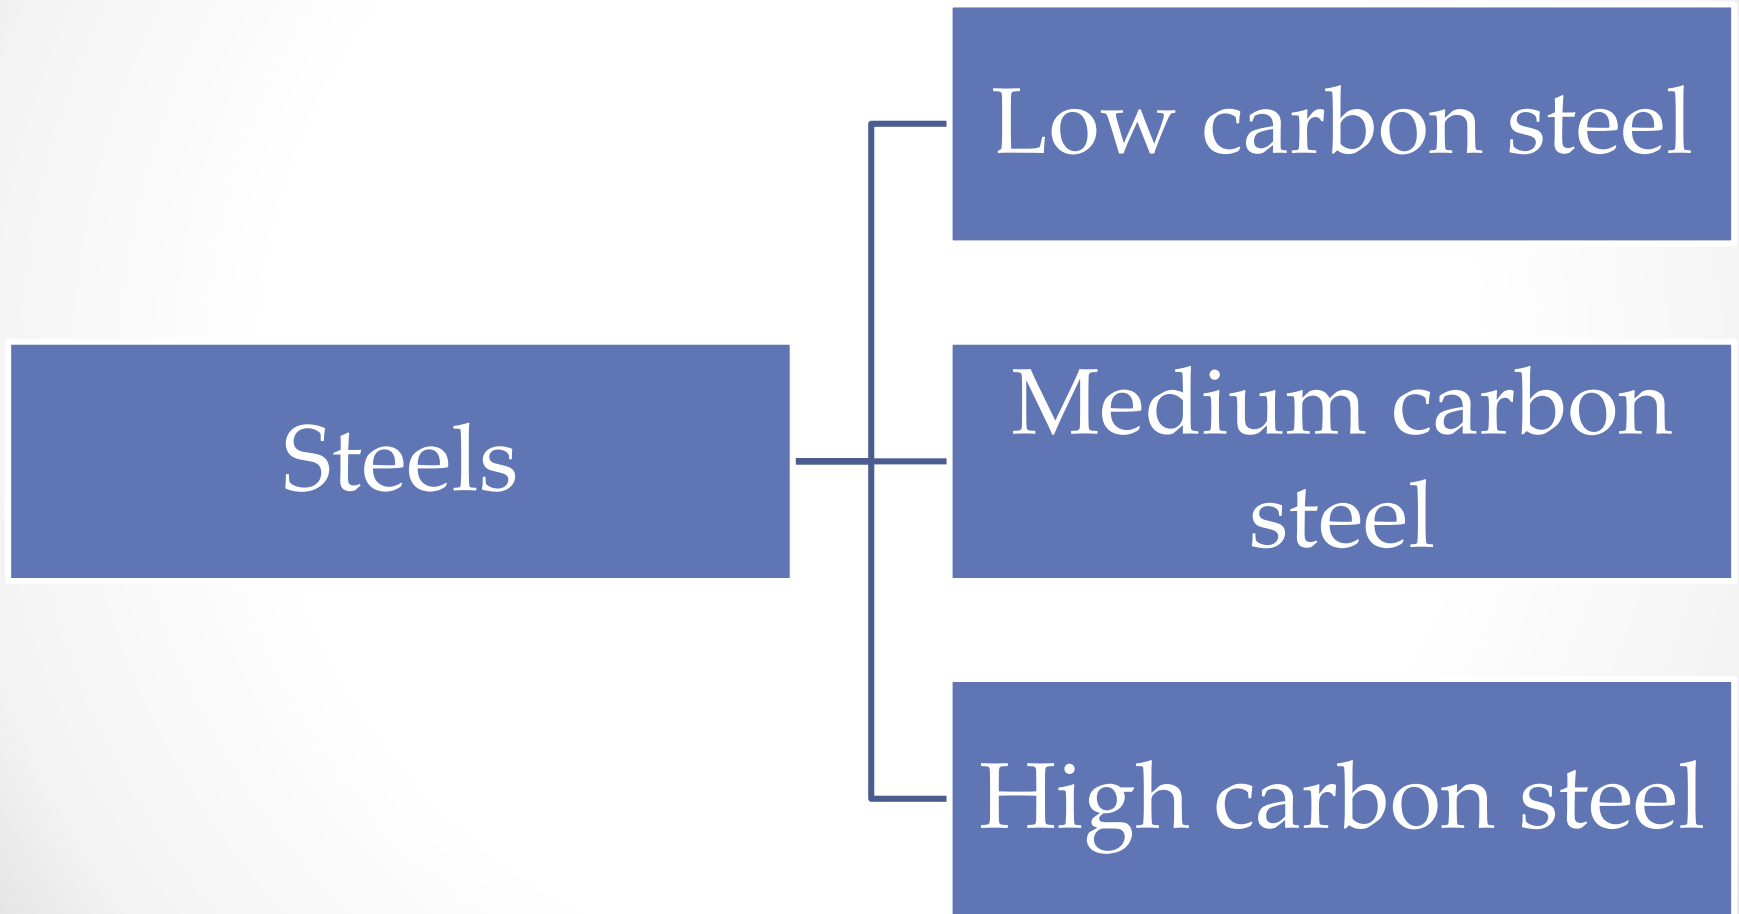 Low carbon steel
Steels
Medium carbon
steel
High carbon steel